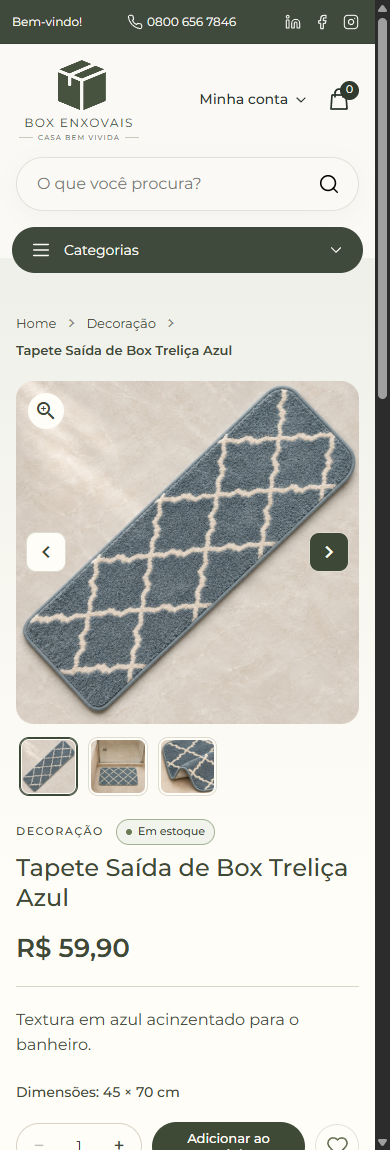 Bem-vindo!
0800 656 7846
BOX ENXOVAIS
CASA BEM VIVIDA
Minha conta
0
O que você procura?
Categorias
Home
Decoração
Tapete Saída de Box Treliça Azul
DECORAÇÃO
Em estoque
Tapete Saída de Box Treliça
Azul
R$ 59,90
Textura em azul acinzentado para o
banheiro.
Dimensões: 45 × 70 cm
− 1 +
Adicionar ao